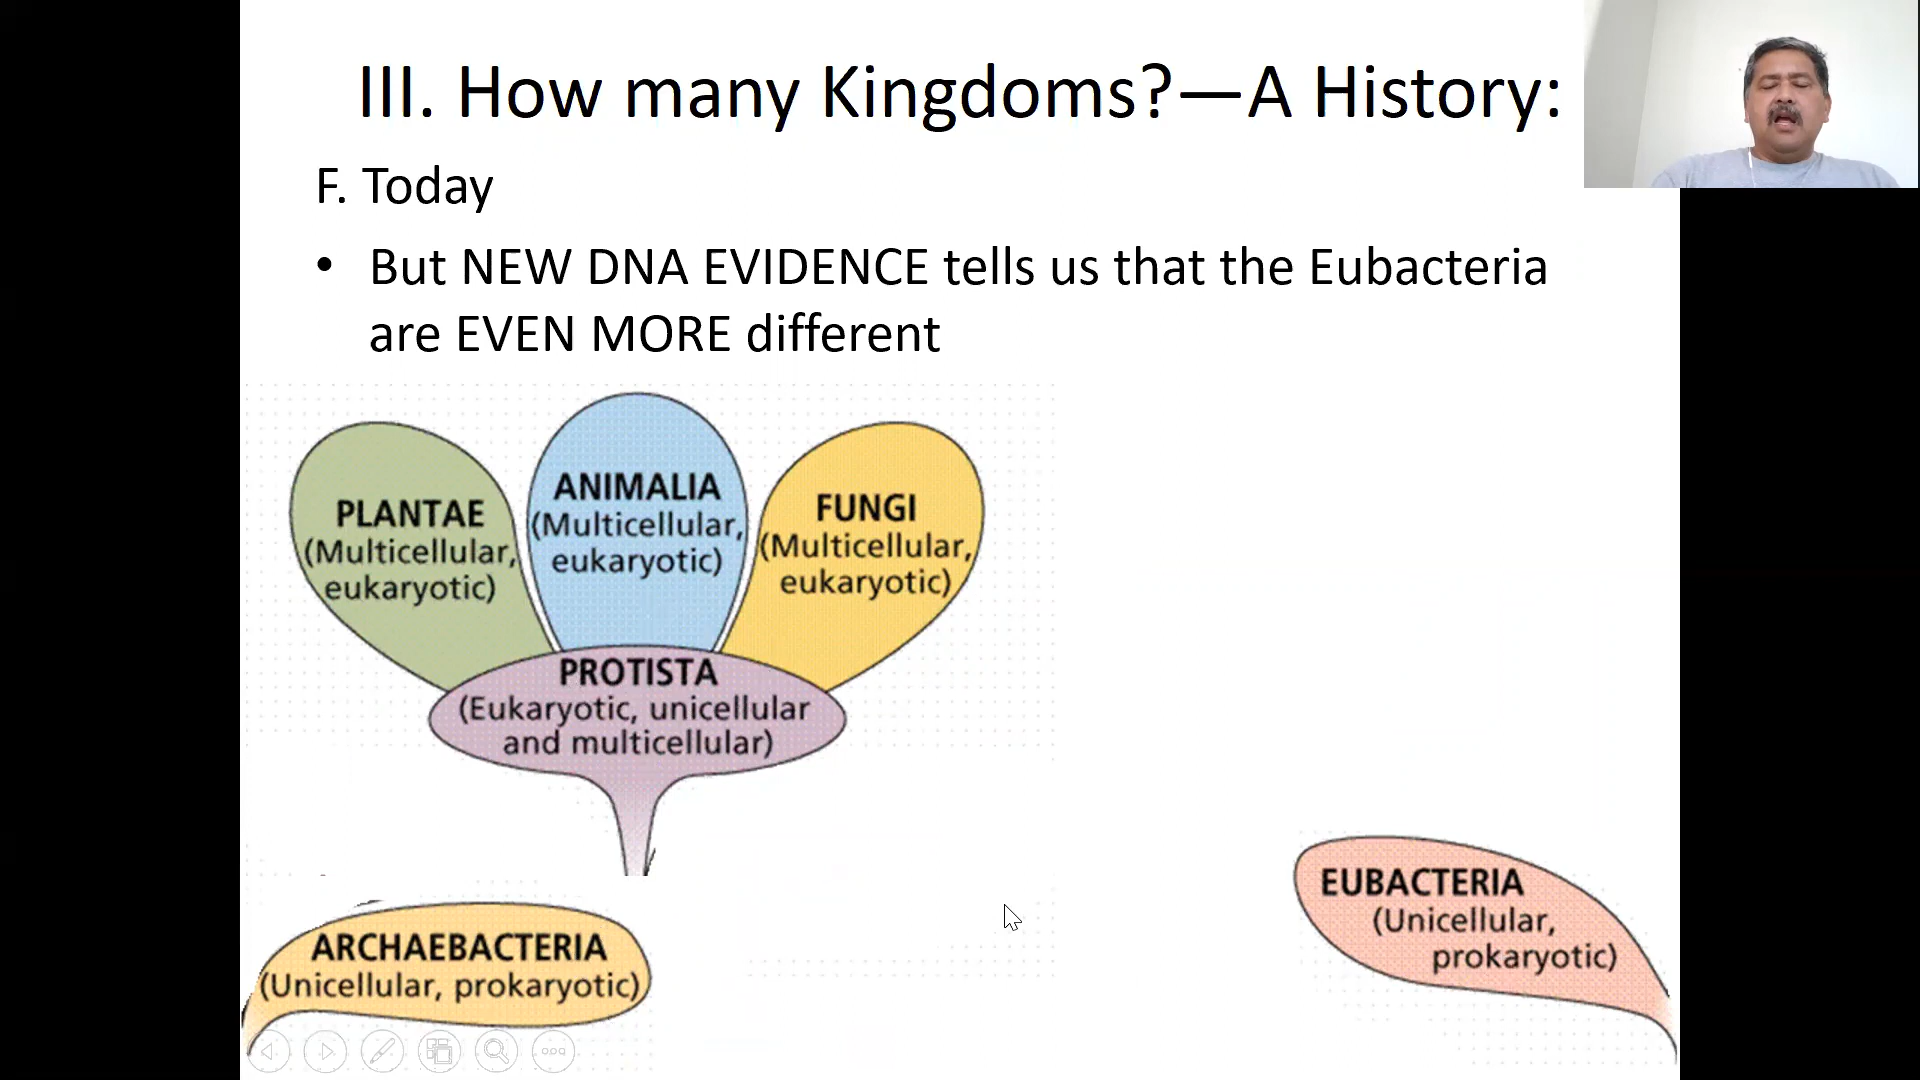 III. How many Kingdoms?—A History:
F. Today
• But NEW DNA EVIDENCE tells us that the Eubacteria
are EVEN MORE different
PLANTAE
(Multicellular,
eukaryotic)
ANIMALIA
(Multicellular,
eukaryotic)
FUNGI
(Multicellular,
eukaryotic)
PROTISTA
(Eukaryotic, unicellular
and multicellular)
ARCHAEBACTERIA
(Unicellular, prokaryotic)
EUBACTERIA
(Unicellular,
prokaryotic)